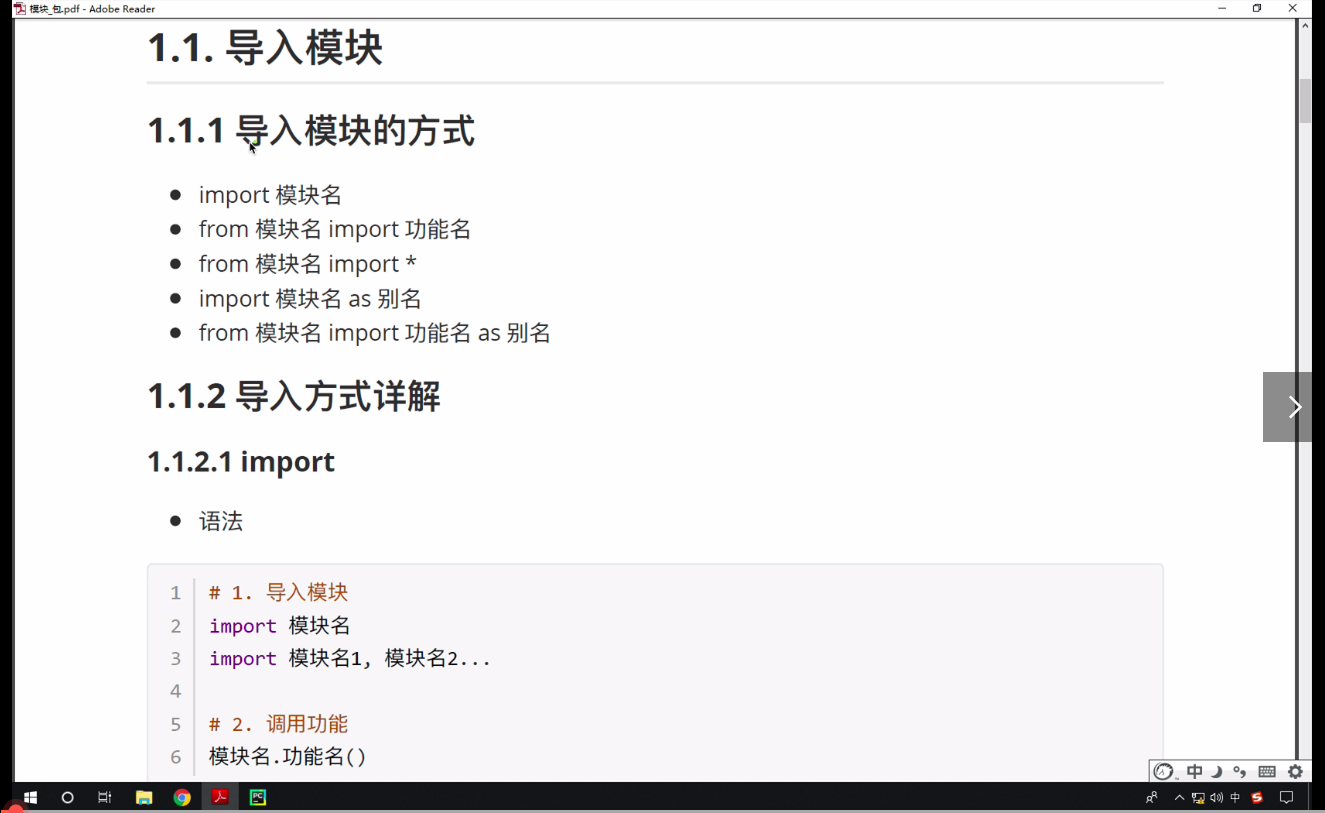 模块_包.pdf - Adobe Reader
1.1. 导入模块
1.1.1 导入模块的方式
● import 模块名
● from 模块名 import 功能名
● from 模块名 import *
● import 模块名 as 别名
● from 模块名 import 功能名 as 别名
1.1.2 导入方式详解
1.1.2.1 import
● 语法
1 # 1. 导入模块
2 import 模块名
3 import 模块名1, 模块名2...
4
5 # 2. 调用功能
6 模块名.功能名()
中
PC
中